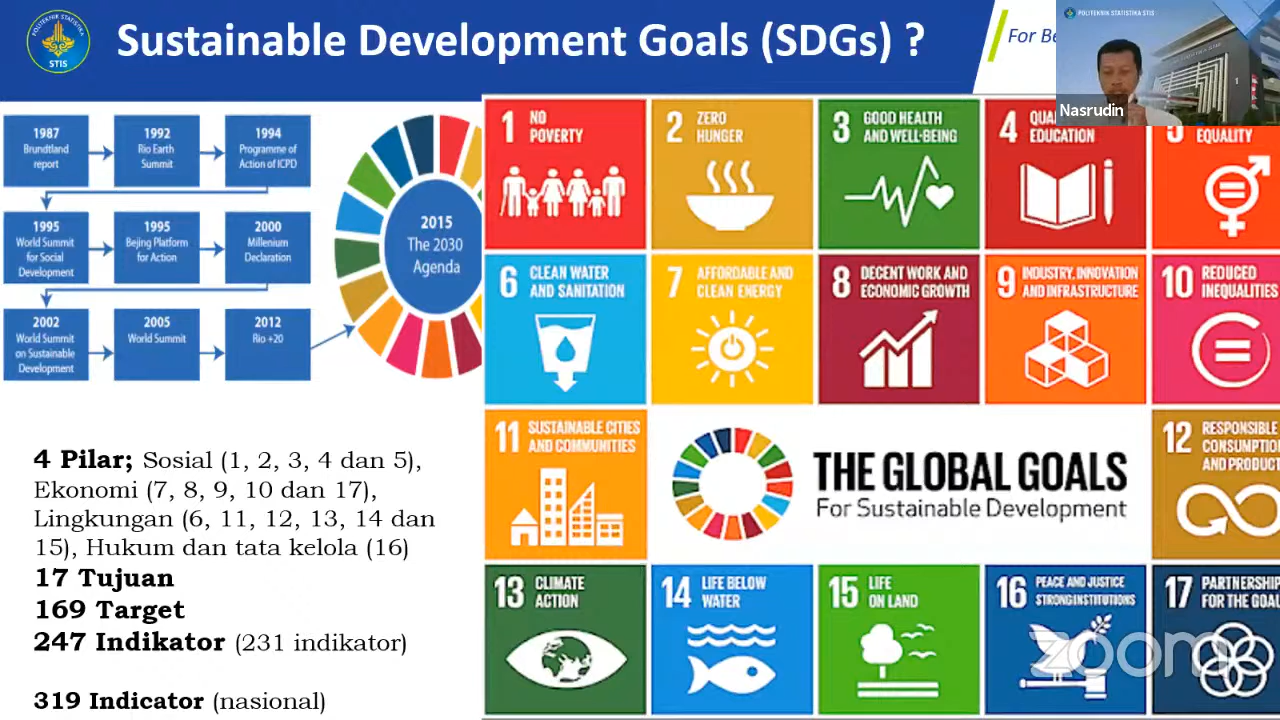 POLITEKNIK STATISTIKA
STIS
Sustainable Development Goals (SDGs) ?
For Be
POLITEKNIK STATISTIKA STIS
Nasrudin
1987
Brundtland
report
1992
Rio Earth
Summit
1994
Programme of
Action of ICPD
1995
World Summit
for Social
Development
1995
Bejing Platform
for Action
2000
Millenium
Declaration
2002
World Summit
on Sustainable
Development
2005
World Summit
2012
Rio +20
2015
The 2030
Agenda
4 Pilar; Sosial (1, 2, 3, 4 dan 5),
Ekonomi (7, 8, 9, 10 dan 17),
Lingkungan (6, 11, 12, 13, 14 dan
15), Hukum dan tata kelola (16)
17 Tujuan
169 Target
247 Indikator (231 indikator)
319 Indicator (nasional)
1 NO
POVERTY
2 ZERO
HUNGER
3 GOOD HEALTH
AND WELL-BEING
4 QUA
EDUCATION
5
EQUALITY
6 CLEAN WATER
AND SANITATION
7 AFFORDABLE AND
CLEAN ENERGY
8 DECENT WORK AND
ECONOMIC GROWTH
9 INDUSTRY, INNOVATION
AND INFRASTRUCTURE
10 REDUCED
INEQUALITIES
11 SUSTAINABLE CITIES
AND COMMUNITIES
THE GLOBAL GOALS
For Sustainable Development
12 RESPONSIBLE
CONSUMPTION
AND PRODUCT
13 CLIMATE
ACTION
14 LIFE BELOW
WATER
15 LIFE
ON LAND
16 PEACE AND JUSTICE
STRONG INSTITUTIONS
17 PARTNERSHIP
FOR THE GOAL
zoom